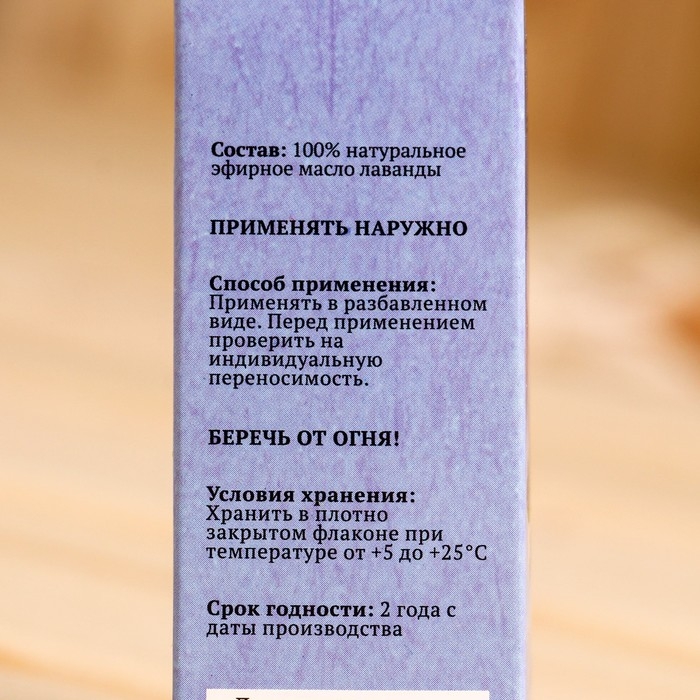 Состав: 100% натуральное
эфирное масло лаванды
ПРИМЕНЯТЬ НАРУЖНО
Способ применения:
Применять в разбавленном
виде. Перед применением
проверить на
индивидуальную
переносимость.
БЕРЕЧЬ ОТ ОГНЯ!
Условия хранения:
Хранить в плотно
закрытом флаконе при
температуре от +5 до +25°С
Срок годности: 2 года с
даты производства